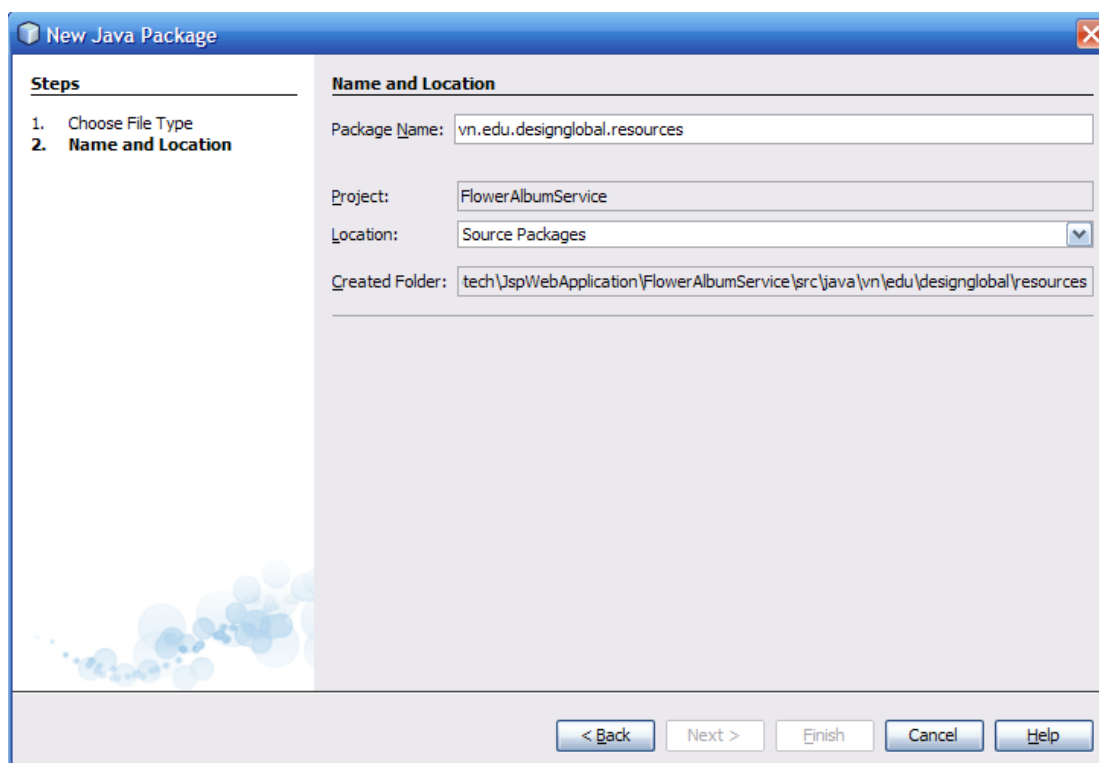 New Java Package
Steps
1. Choose File Type
2. Name and Location
Name and Location
Package Name: vn.edu.designglobal.resources
Project: FlowerAlbumService
Location: Source Packages
Created Folder: tech\JspWebApplication\FlowerAlbumService\src\java\vn\edu\designglobal\resources
< Back Next > Finish Cancel Help